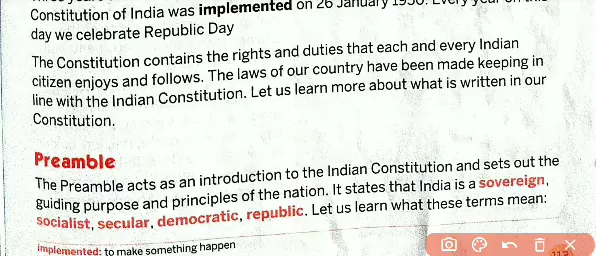 Constitution of India was implemented on 26 January 1950. Every year on this
day we celebrate Republic Day
The Constitution contains the rights and duties that each and every Indian
citizen enjoys and follows. The laws of our country have been made keeping in
line with the Indian Constitution. Let us learn more about what is written in our
Constitution.
Preamble
The Preamble acts as an introduction to the Indian Constitution and sets out the
guiding purpose and principles of the nation. It states that India is a sovereign,
socialist, secular, democratic, republic. Let us learn what these terms mean:
implemented: to make something happen